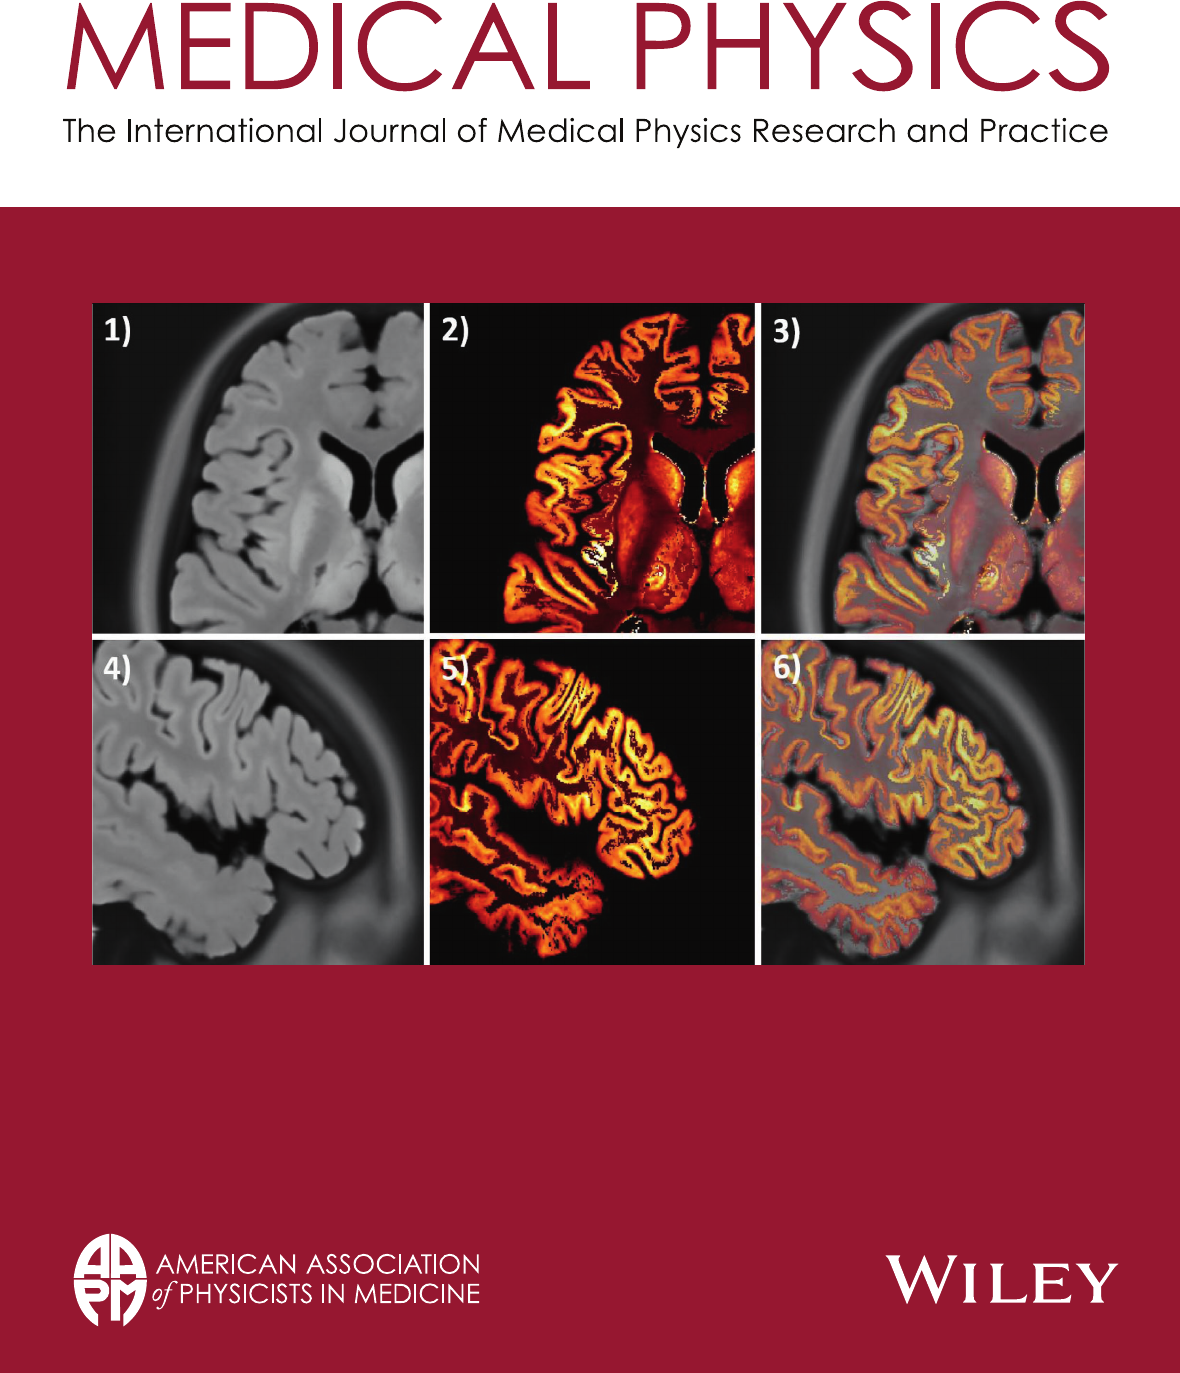 MEDICAL PHYSICS
The International Journal of Medical Physics Research and Practice
1)
2)
3)
4)
5)
6)
AAPM
AMERICAN ASSOCIATION
of PHYSICISTS IN MEDICINE
WILEY